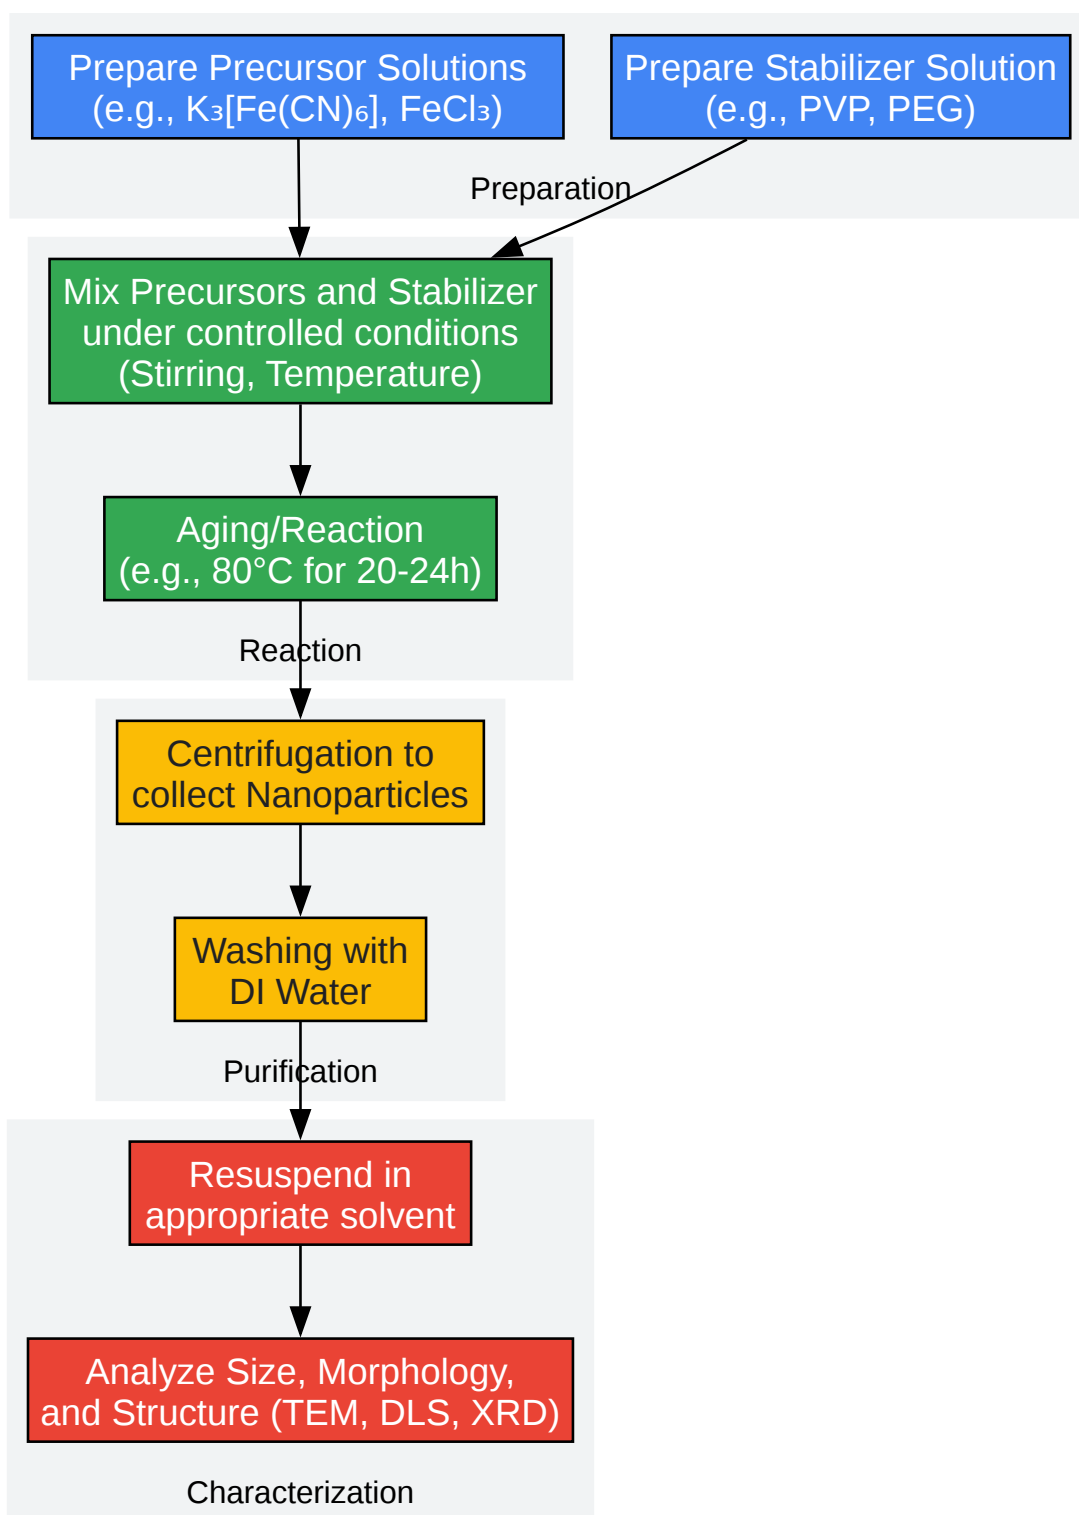 Prepare Precursor Solutions
(e.g., K₃[Fe(CN)₆], FeCl₃)
Prepare Stabilizer Solution
(e.g., PVP, PEG)
Preparation
Mix Precursors and Stabilizer
under controlled conditions
(Stirring, Temperature)
Aging/Reaction
(e.g., 80°C for 20-24h)
Reaction
Centrifugation to
collect Nanoparticles
Washing with
DI Water
Purification
Resuspend in
appropriate solvent
Analyze Size, Morphology,
and Structure (TEM, DLS, XRD)
Characterization